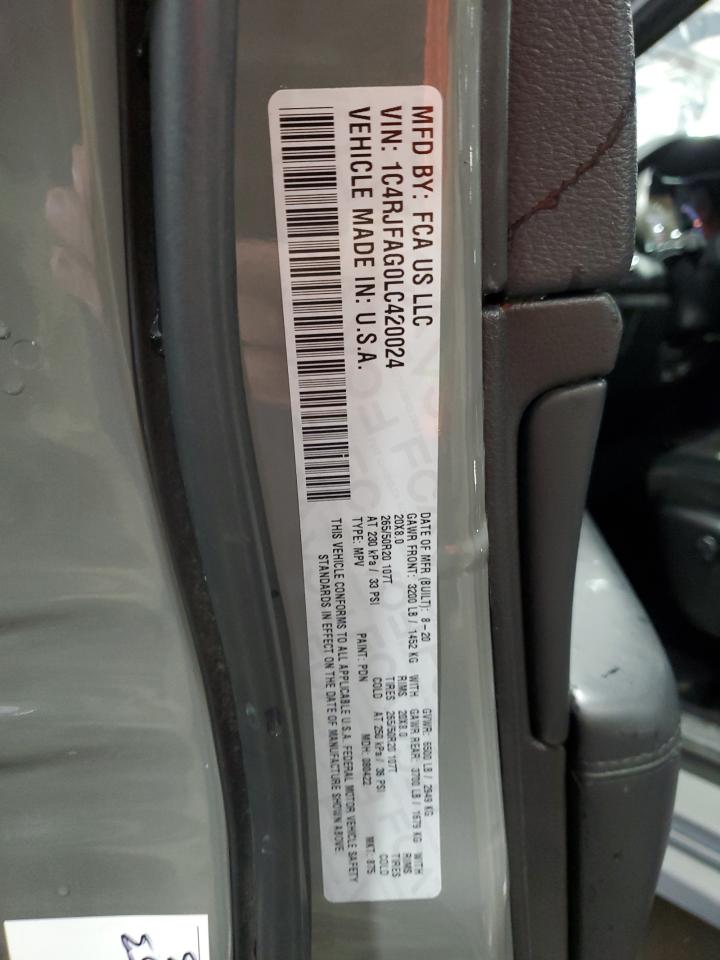 MFD BY: FCA US LLC
VIN: 1C4RJFAG0LC420024
VEHICLE MADE IN: U.S.A.
DATE OF MFR (BUILT): 8-20 GVWR: 6500 LB / 2949 KG
GAWR FRONT: 3200 LB / 1452 KG WITH GAWR REAR: 3700 LB / 1679 KG WITH
20X8.0 RIMS 20X8.0 RIMS
265/50R20 107T TIRES 265/50R20 107T TIRES
AT 230 kPa / 33 PSI COLD AT 250 kPa / 36 PSI COLD
TYPE: MPV PAINT: PDN MDH: 080422 MKT: 875
THIS VEHICLE CONFORMS TO ALL APPLICABLE U.S.A. FEDERAL MOTOR VEHICLE SAFETY
STANDARDS IN EFFECT ON THE DATE OF MANUFACTURE SHOWN ABOVE.